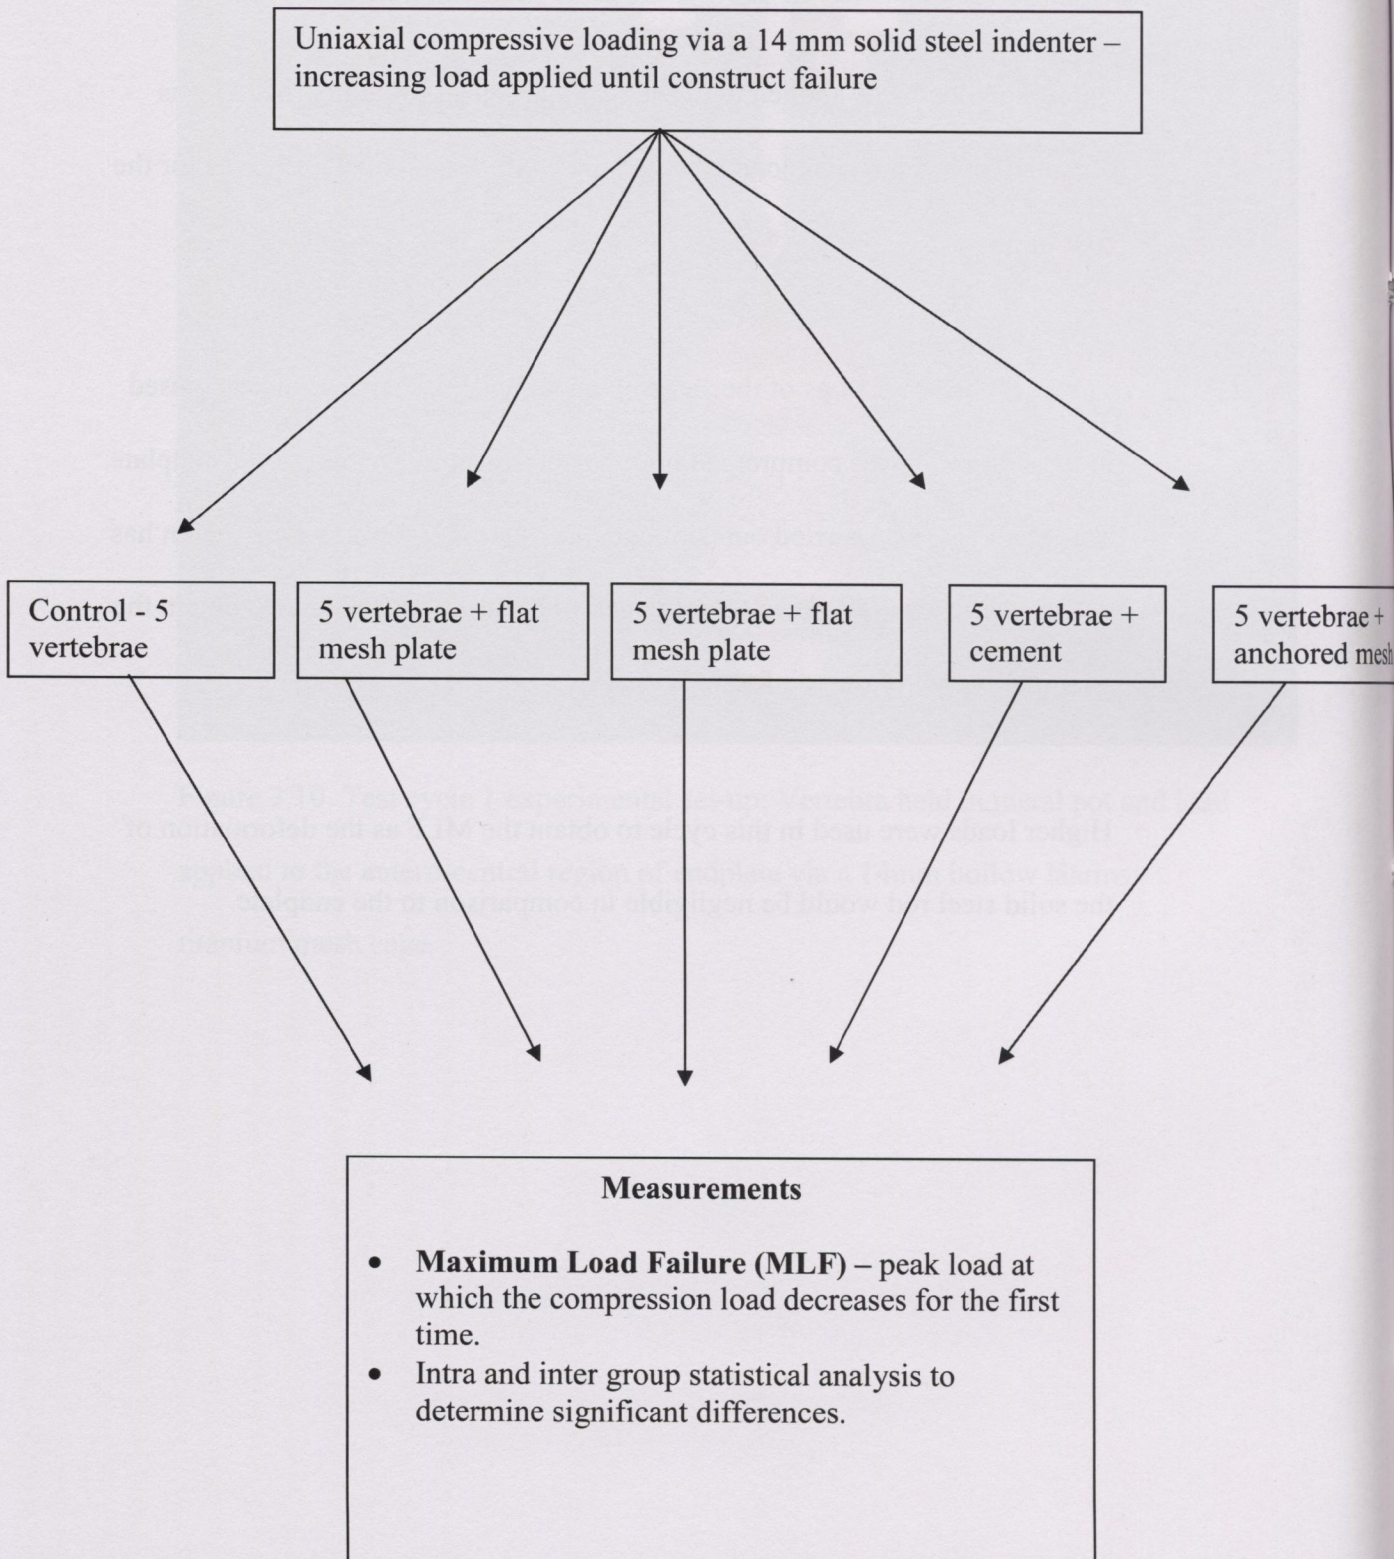 Uniaxial compressive loading via a 14 mm solid steel indenter –
increasing load applied until construct failure
Control - 5
vertebrae
5 vertebrae + flat
mesh plate
5 vertebrae + flat
mesh plate
5 vertebrae +
cement
5 vertebrae +
anchored mesh
Measurements
• Maximum Load Failure (MLF) – peak load at
which the compression load decreases for the first
time.
• Intra and inter group statistical analysis to
determine significant differences.